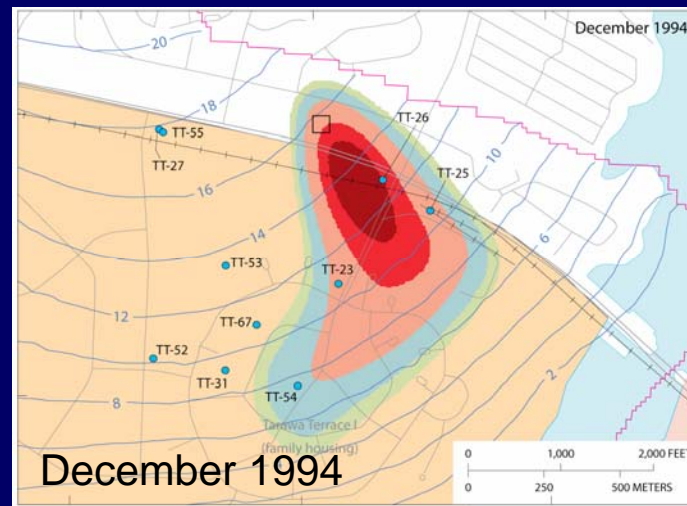 December 1994
20
18
TT-26
TT-55
10
TT-27
TT-25
16
14
6
TT-53
TT-23
12
TT-67
TT-52
TT-31
2
TT-54
8
Tarawa Terrace I
(family housing)
0 1,000 2,000 FEET
0 250 500 METERS
December 1994